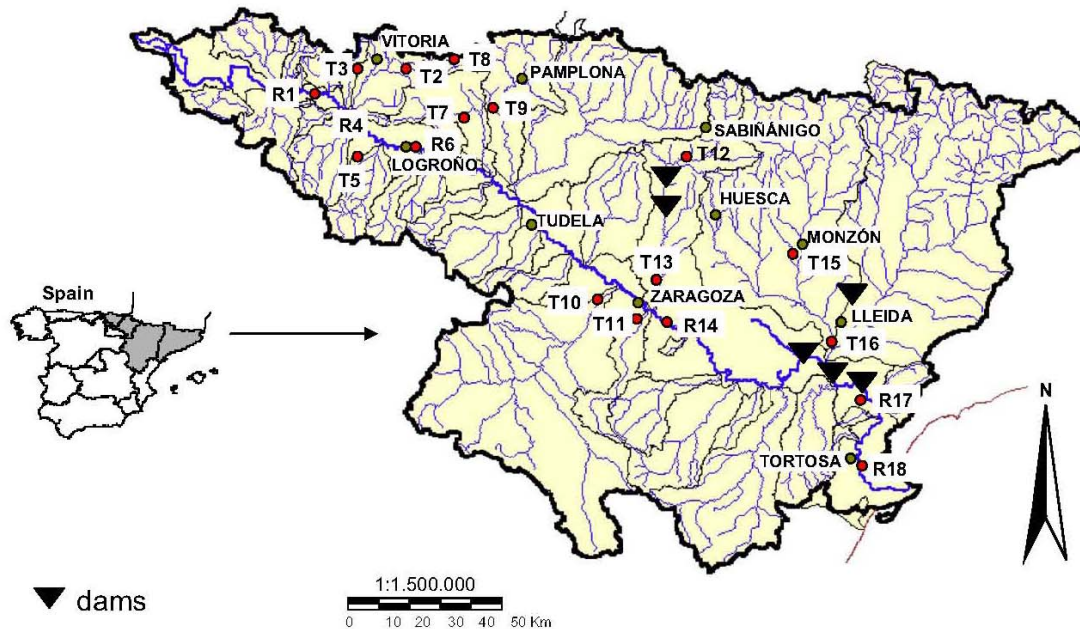 VITORIA
T3
T2
T8
PAMPLONA
R1
T9
T7
R4
R6
SABIÑÁNIGO
LOGROÑO
T5
T12
HUESCA
TUDELA
MONZÓN
T15
T13
Spain
ZARAGOZA
T10
T11
R14
LLEIDA
T16
R17
N
TORTOSA
R18
1:1.500.000
dams
0 10 20 30 40 50 Km